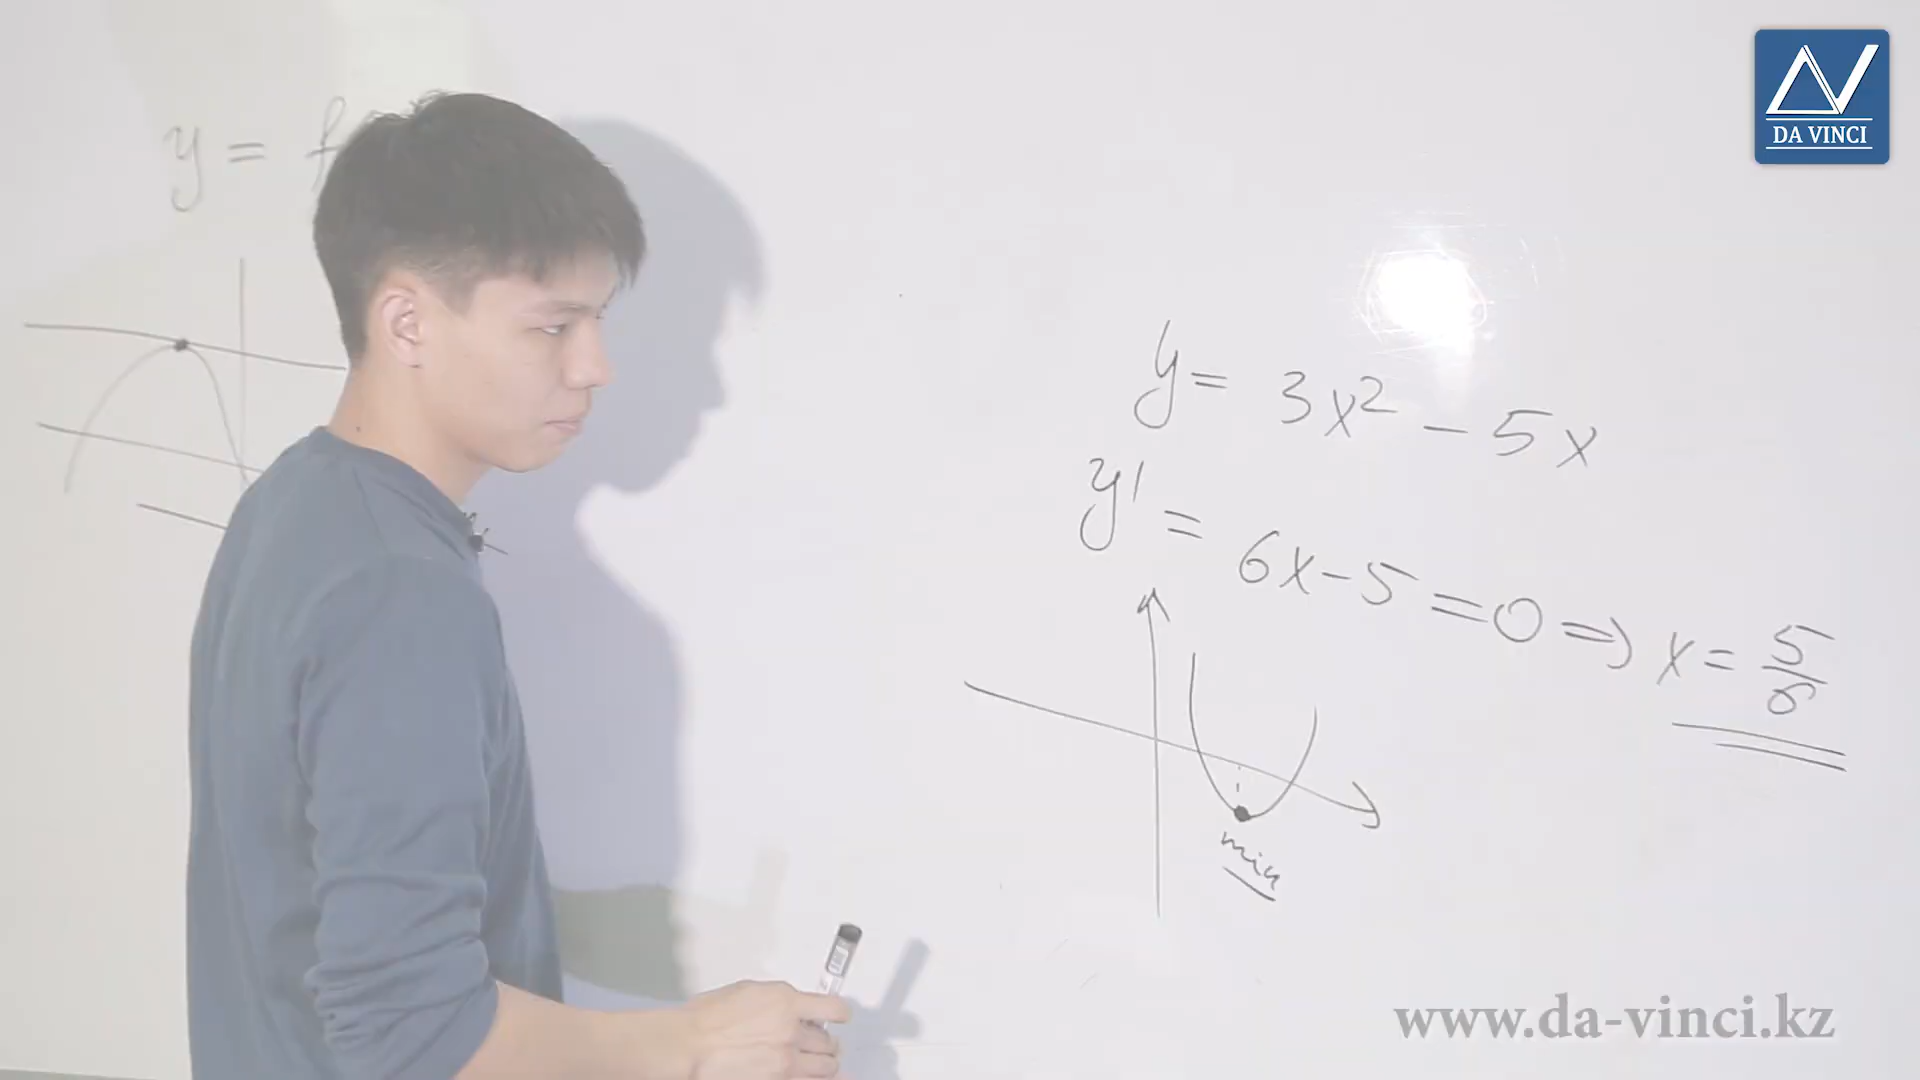 DA VINCI
y =
y = 3x² - 5x
y' = 6x - 5 = 0 ⇒ x = 5/6
min
www.da-vinci.kz